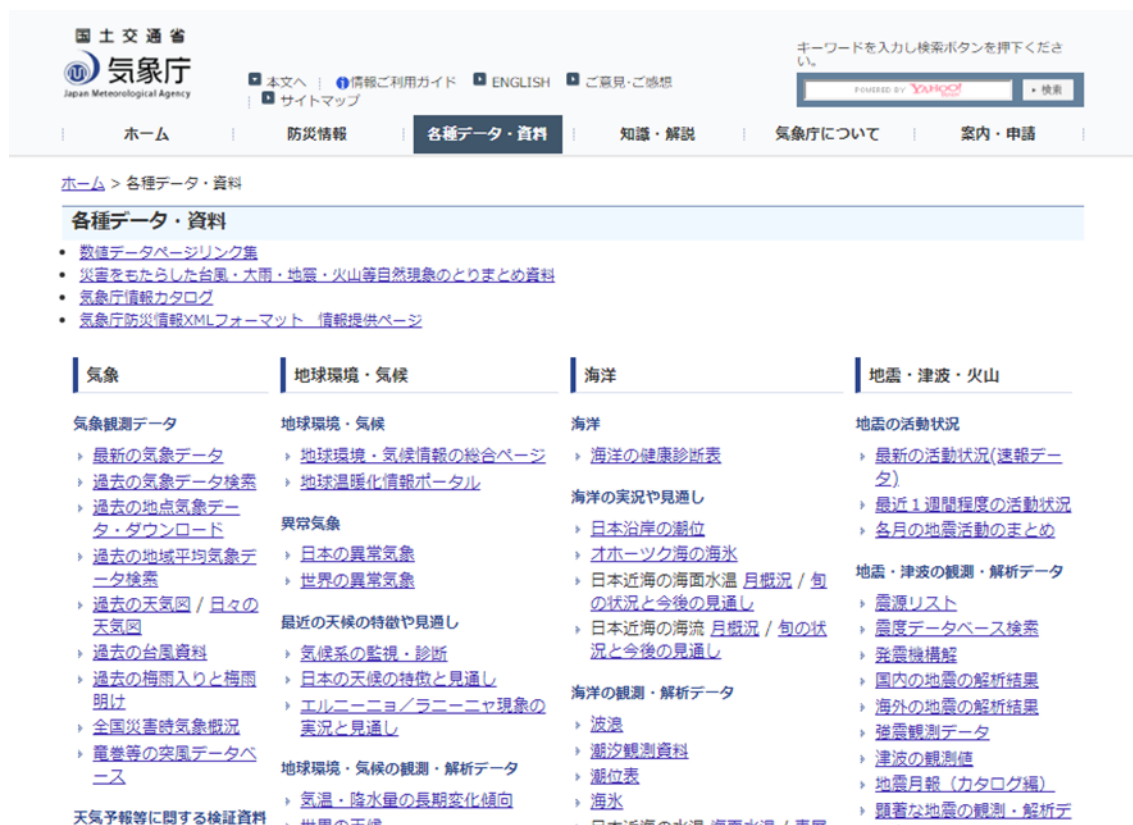 国土交通省
気象庁
Japan Meteorological Agency
本文へ 情報ご利用ガイド ENGLISH ご意見・ご感想
サイトマップ
キーワードを入力し検索ボタンを押下くださ
い。
POWERED BY YAHOO! 検索
ホーム 防災情報 各種データ・資料 知識・解説 気象庁について 案内・申請
ホーム > 各種データ・資料
各種データ・資料
数値データページリンク集
災害をもたらした台風・大雨・地震・火山等自然現象のとりまとめ資料
気象庁情報カタログ
気象庁防災情報XMLフォーマット 情報提供ページ
気象
気象観測データ
最新の気象データ
過去の気象データ検索
過去の地点気象デー
タ・ダウンロード
過去の地域平均気象デ
ータ検索
過去の天気図 / 日々の
天気図
過去の台風資料
過去の梅雨入りと梅雨
明け
全国災害時気象概況
竜巻等の突風データベ
ース
天気予報等に関する検証資料
地球環境・気候
地球環境・気候
地球環境・気候情報の総合ページ
地球温暖化情報ポータル
異常気象
日本の異常気象
世界の異常気象
最近の天候の特徴や見通し
気候系の監視・診断
日本の天候の特徴と見通し
エルニーニョ/ラニーニャ現象の
実況と見通し
地球環境・気候の観測・解析データ
気温・降水量の長期変化傾向
世界の天候
海洋
海洋
海洋の健康診断表
海洋の実況や見通し
日本沿岸の潮位
オホーツク海の海氷
日本近海の海面水温 月概況 / 旬
の状況と今後の見通し
日本近海の海流 月概況 / 旬の状
況と今後の見通し
海洋の観測・解析データ
波浪
潮汐観測資料
潮位表
海氷
日本近海の水温 海面水温 / 表層
地震・津波・火山
地震の活動状況
最新の活動状況(速報デー
タ)
最近1週間程度の活動状況
各月の地震活動のまとめ
地震・津波の観測・解析データ
震源リスト
震度データベース検索
発震機構解
国内の地震の解析結果
海外の地震の解析結果
強震観測データ
津波の観測値
地震月報(カタログ編)
顕著な地震の観測・解析デ